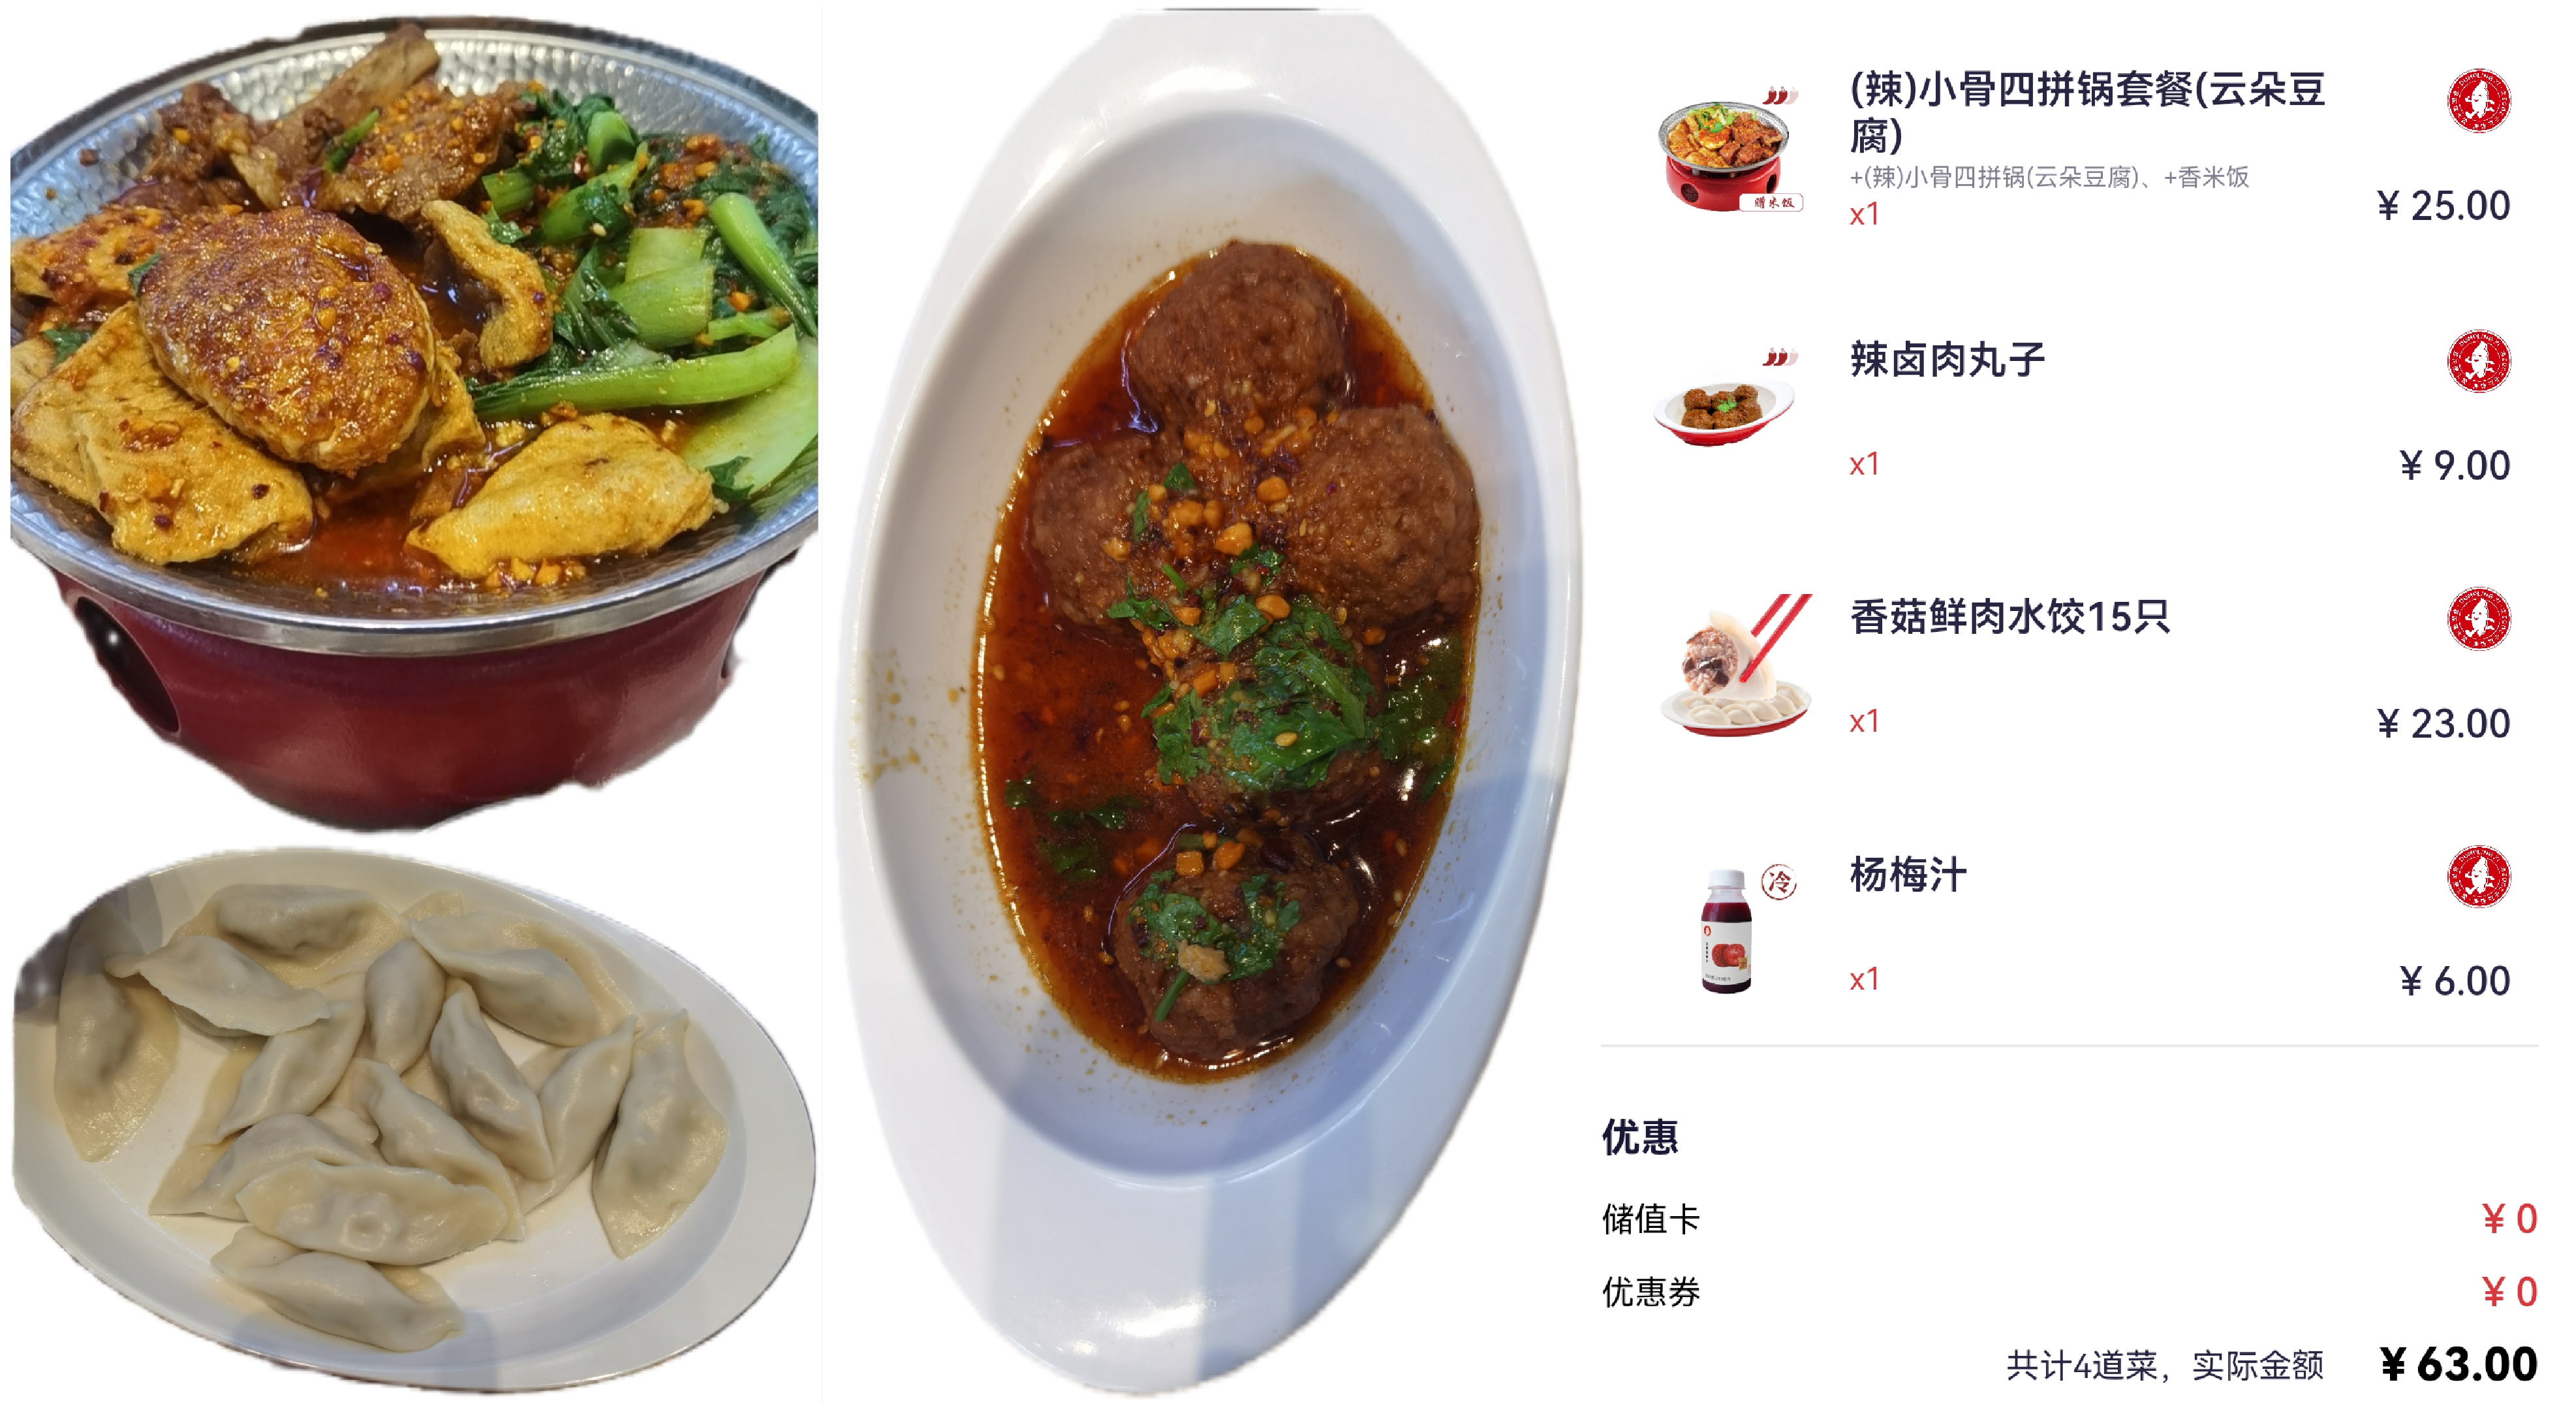 (辣)小骨四拼锅套餐(云朵豆
腐)
+(辣)小骨四拼锅(云朵豆腐)、+香米饭
赠米饭
x1
¥ 25.00
辣卤肉丸子
x1
¥ 9.00
香菇鲜肉水饺15只
x1
¥ 23.00
冷
杨梅汁
x1
¥ 6.00
优惠
储值卡
¥ 0
优惠券
¥ 0
共计4道菜，实际金额
¥ 63.00